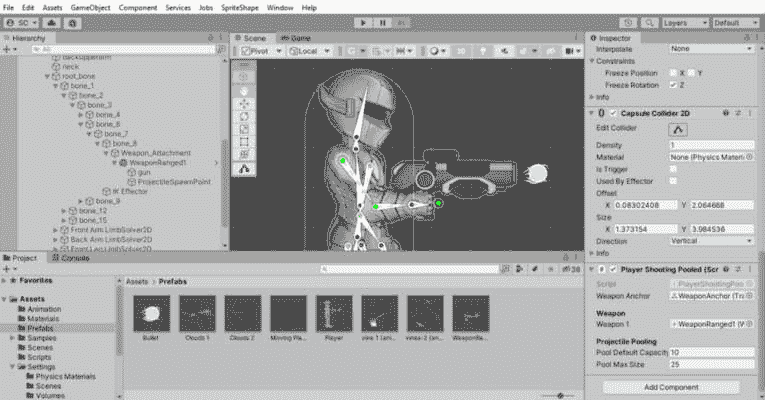 File Edit Assets GameObject Component Services Jobs SpriteShape Window Help
SC
Layers
Default
Hierarchy
All
neck
root_bone
bone_1
bone_2
bone_3
bone_4
bone_6
bone_7
bone_8
Weapon_Attachment
WeaponRanged1
gun
ProjectileSpawnPoint
Effector
bone_9
bone_12
bone_15
Front Arm LimbSolver2D
Back Arm LimbSolver2D
Front Leg LimbSolver2D
Scene
Game
Pivot
Local
2D
Inspector
Interpolate None
Constraints
Freeze Position X Y
Freeze Rotation Z
Info
Capsule Collider 2D
Edit Collider
Density 1
Material None (Physics Materi
Is Trigger
Used By Effector
Offset
X 0.08302408 Y 2.064668
Size
X 1.373154 Y 3.984536
Direction Vertical
Info
Player Shooting Pooled (Scr
Script PlayerShootingPoo
Weapon Anchor WeaponAnchor (Tra
Weapon
Weapon 1 WeaponRanged1 (W
Projectile Pooling
Pool Default Capacity 10
Pool Max Size 25
Add Component
Project
Console
Favorites
Assets
Animation
Materials
Prefabs
Samples
Scenes
Scripts
Settings
Physics Materials
Scenes
Volumes
Assets > Prefabs
Bullet
Clouds 1
Clouds 2
Moving Pla...
Player
vine 1 (ani...
vinea-2 (an...
WeaponRa...